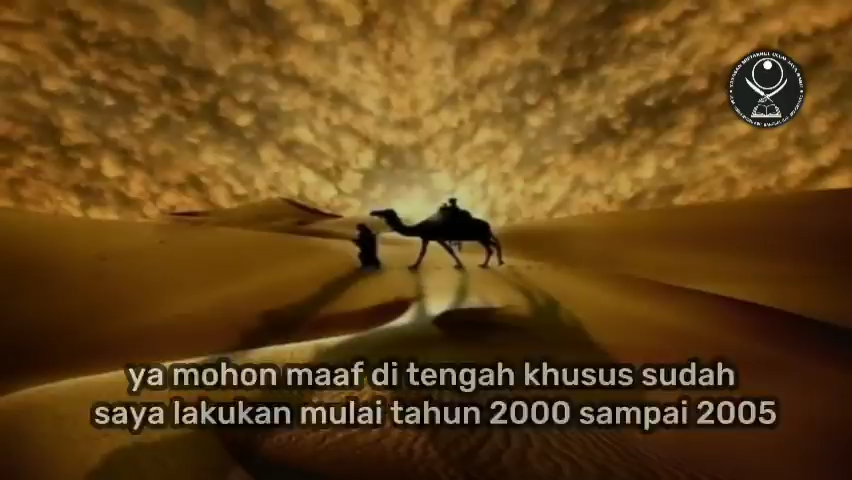 ya mohon maaf di tengah khusus sudah
saya lakukan mulai tahun 2000 sampai 2005